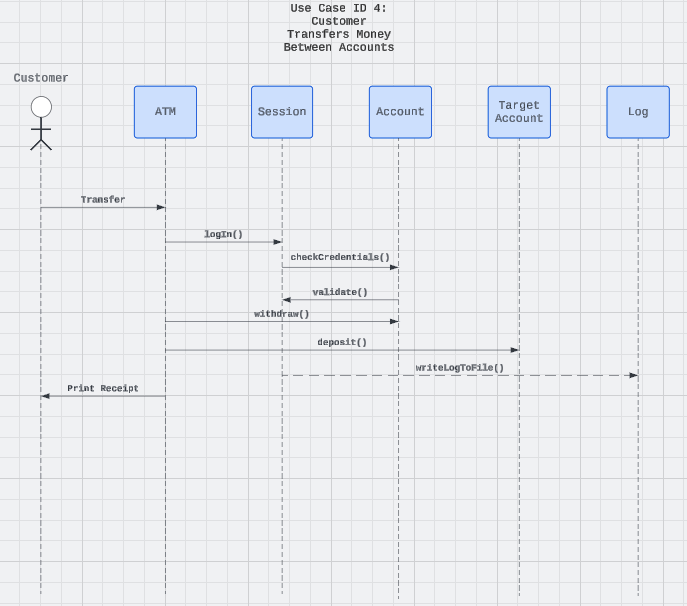 Use Case ID 4:
Customer
Transfers Money
Between Accounts
Customer
ATM
Session
Account
Target
Account
Log
Transfer
logIn()
checkCredentials()
validate()
withdraw()
deposit()
writeLogToFile()
Print Receipt